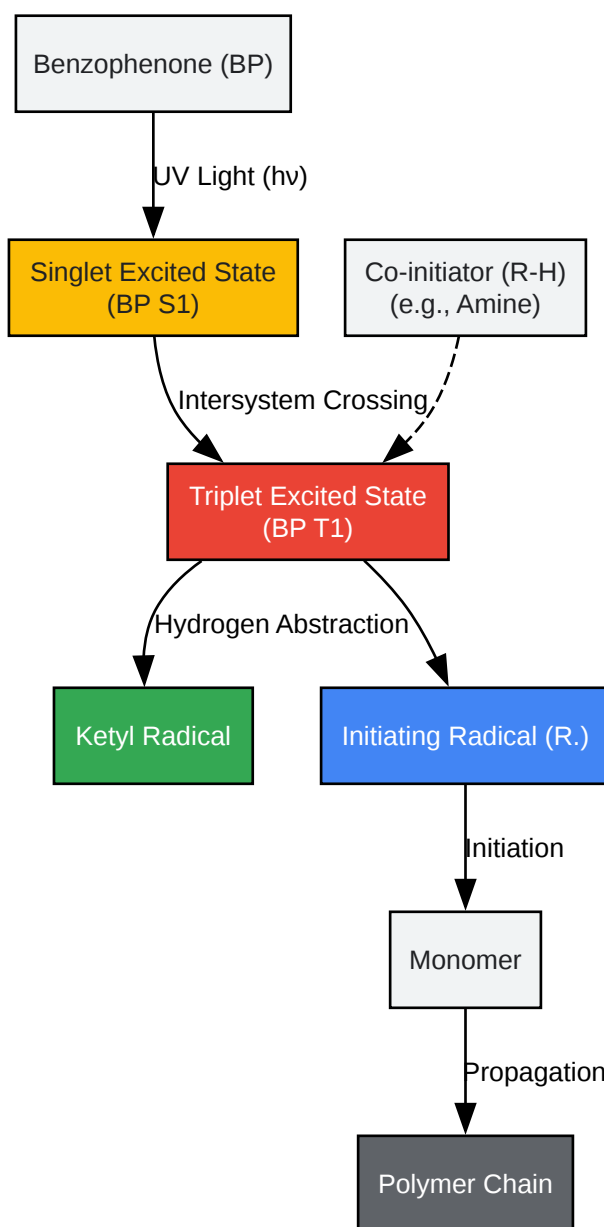 Benzophenone (BP)
UV Light (hν)
Singlet Excited State
(BP S1)
Co-initiator (R-H)
(e.g., Amine)
Intersystem Crossing
Triplet Excited State
(BP T1)
Hydrogen Abstraction
Ketyl Radical
Initiating Radical (R.)
Initiation
Monomer
Propagation
Polymer Chain